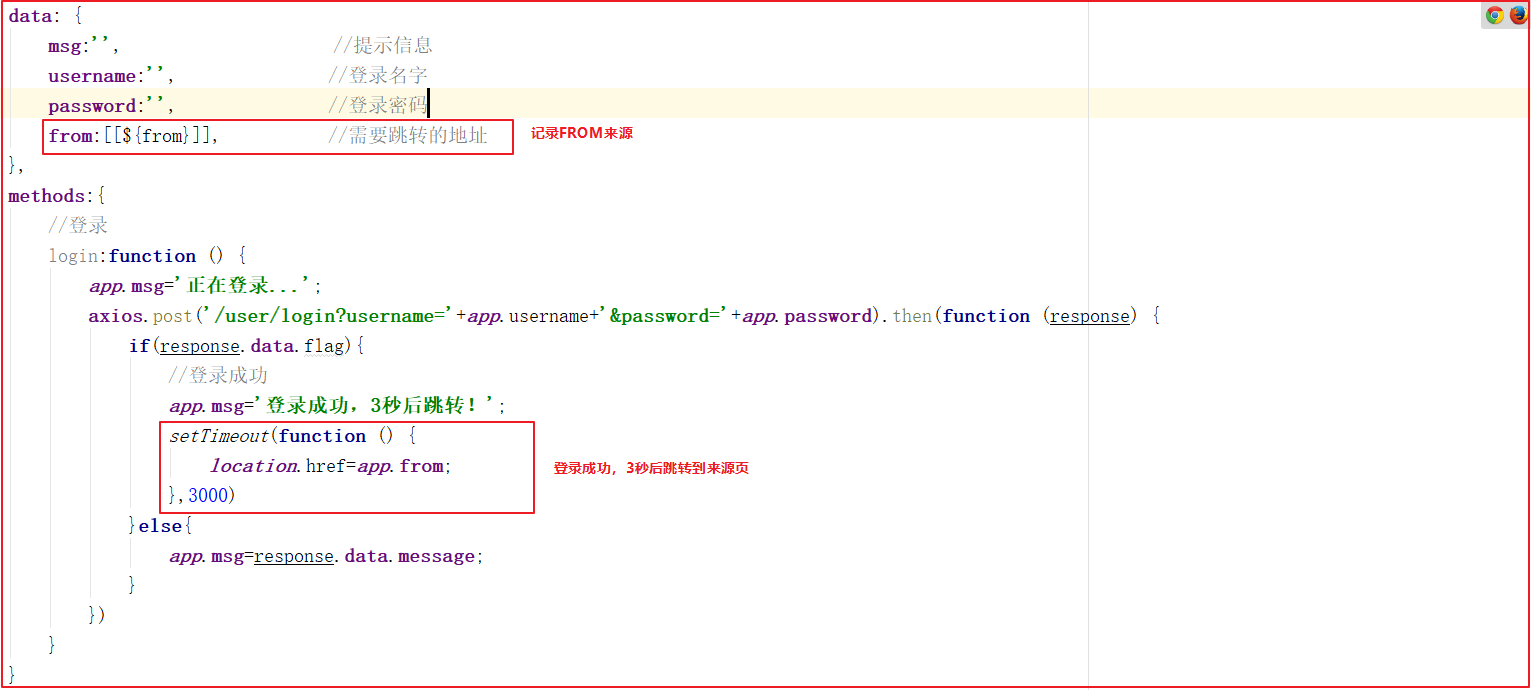 data: {
msg:'', //提示信息
username:'', //登录名字
password:'', //登录密码
from:[[${from}]], //需要跳转的地址 记录FROM来源
},
methods:{
//登录
login:function () {
app.msg='正在登录...';
axios.post('/user/login?username='+app.username+'&password='+app.password).then(function (response) {
if(response.data.flag){
//登录成功
app.msg='登录成功，3秒后跳转！';
setTimeout(function () {
location.href=app.from; 登录成功，3秒后跳转到来源页
},3000)
}else{
app.msg=response.data.message;
}
})
}
}